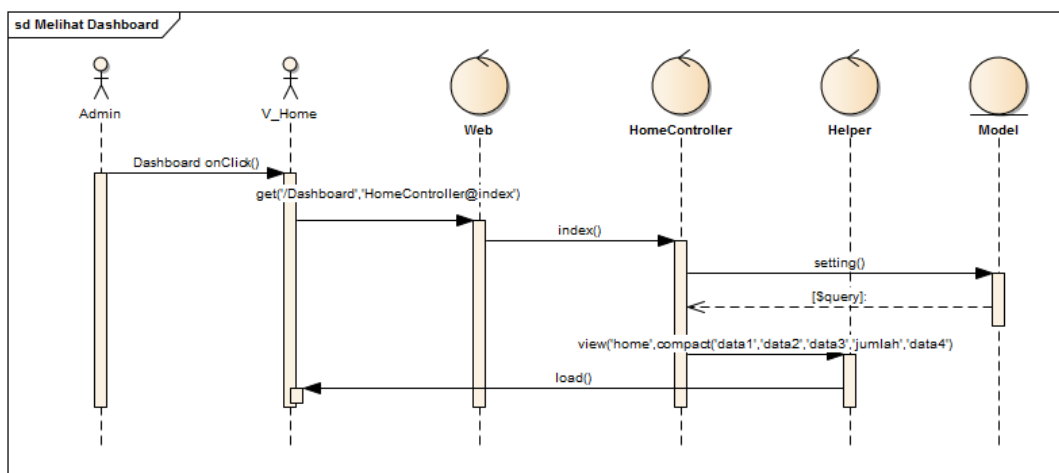 sd Melihat Dashboard
Admin
V_Home
Web
HomeController
Helper
Model
Dashboard onClick()
get('/Dashboard','HomeController@index')
index()
setting()
[$query]:
view('home',compact('data1','data2','data3','jumlah','data4')
load()